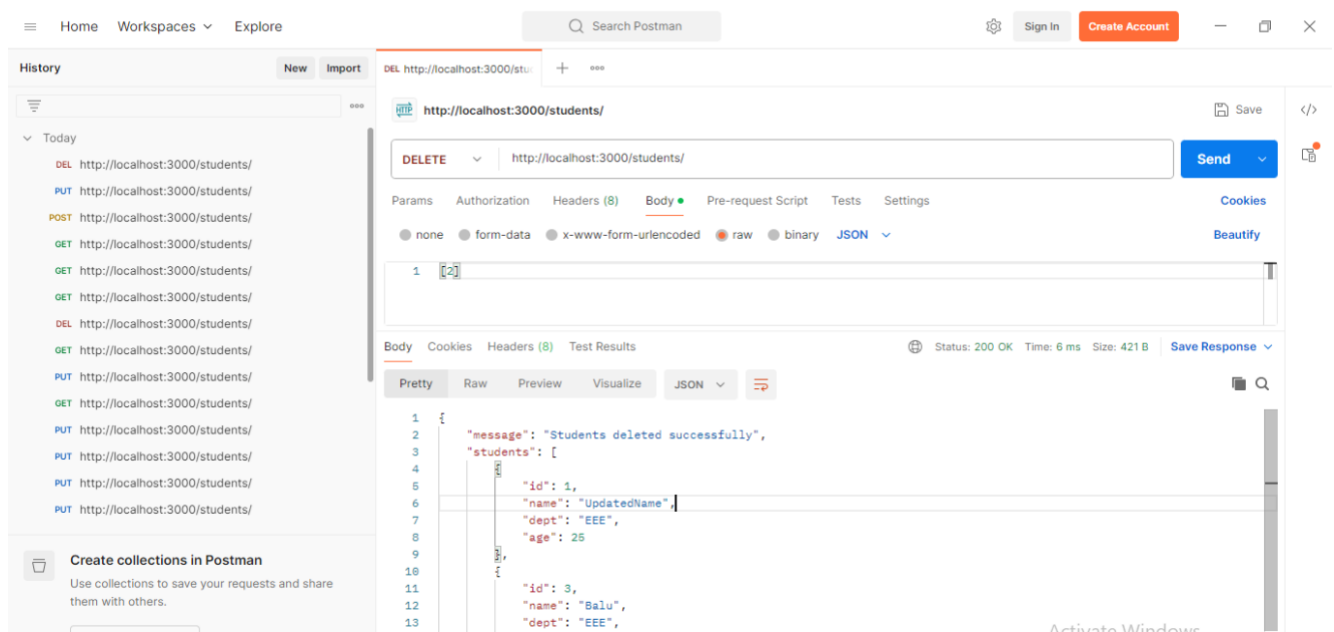 Home Workspaces Explore Search Postman Sign In Create Account
History New Import
DEL http://localhost:3000/stu
HTTP http://localhost:3000/students/ Save </>
Today
DEL http://localhost:3000/students/
PUT http://localhost:3000/students/
POST http://localhost:3000/students/
GET http://localhost:3000/students/
GET http://localhost:3000/students/
GET http://localhost:3000/students/
DEL http://localhost:3000/students/
GET http://localhost:3000/students/
PUT http://localhost:3000/students/
GET http://localhost:3000/students/
PUT http://localhost:3000/students/
PUT http://localhost:3000/students/
PUT http://localhost:3000/students/
PUT http://localhost:3000/students/
Create collections in Postman
Use collections to save your requests and share
them with others.
DELETE http://localhost:3000/students/ Send
Params Authorization Headers (8) Body Pre-request Script Tests Settings Cookies
none form-data x-www-form-urlencoded raw binary JSON Beautify
1 [2]
Body Cookies Headers (8) Test Results Status: 200 OK Time: 6 ms Size: 421 B Save Response
Pretty Raw Preview Visualize JSON
1 {
2 "message": "Students deleted successfully",
3 "students": [
4 {
5 "id": 1,
6 "name": "UpdatedName",
7 "dept": "EEE",
8 "age": 25
9 },
10 {
11 "id": 3,
12 "name": "Balu",
13 "dept": "EEE",
Activate Windows